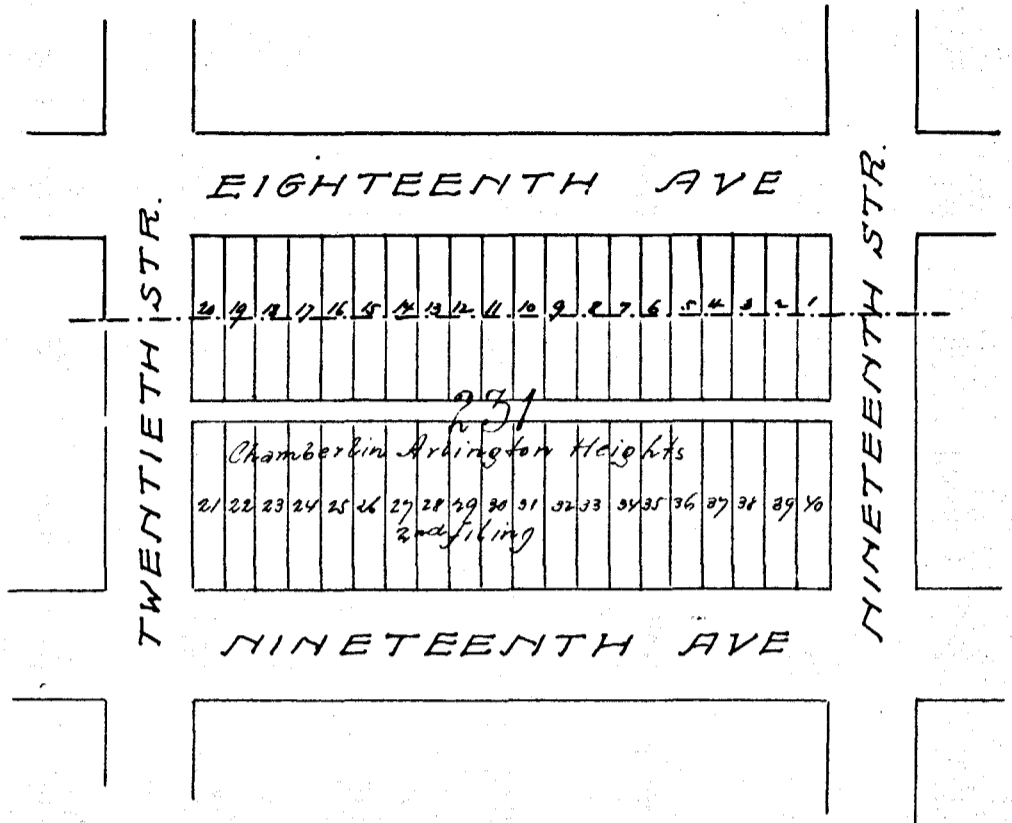 EIGHTEENTH AVE
TWENTIETH STR.
NINETEENTH STR.
20 19 18 17 16 15 14 13 12 11 10 9 8 7 6 5 4 3 2 1
231
Chamberlin Arlington Heights
21 22 23 24 25 26 27 28 29 30 31 32 33 34 35 36 37 38 39 40
2nd filing
NINETEENTH AVE